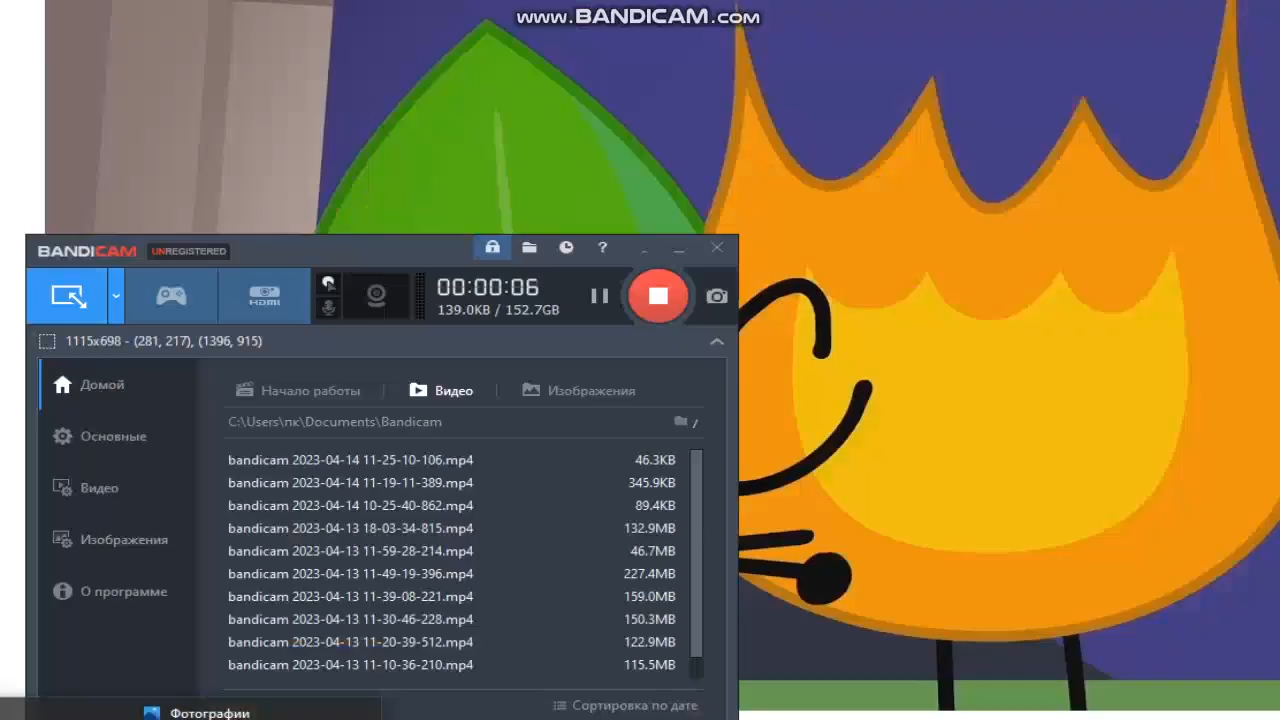 www.BANDICAM.com
BANDICAM UNREGISTERED ?
HDMI 00:00:06
139.0KB / 152.7GB
1115x698 - (281, 217), (1396, 915)
Домой
Начало работы Видео Изображения
C:\Users\пк\Documents\Bandicam /
Основные
Видео
Изображения
О программе
bandicam 2023-04-14 11-25-10-106.mp4 46.3KB
bandicam 2023-04-14 11-19-11-389.mp4 345.9KB
bandicam 2023-04-14 10-25-40-862.mp4 89.4KB
bandicam 2023-04-13 18-03-34-815.mp4 132.9MB
bandicam 2023-04-13 11-59-28-214.mp4 46.7MB
bandicam 2023-04-13 11-49-19-396.mp4 227.4MB
bandicam 2023-04-13 11-39-08-221.mp4 159.0MB
bandicam 2023-04-13 11-30-46-228.mp4 150.3MB
bandicam 2023-04-13 11-20-39-512.mp4 122.9MB
bandicam 2023-04-13 11-10-36-210.mp4 115.5MB
Сортировка по дате
Фотографии